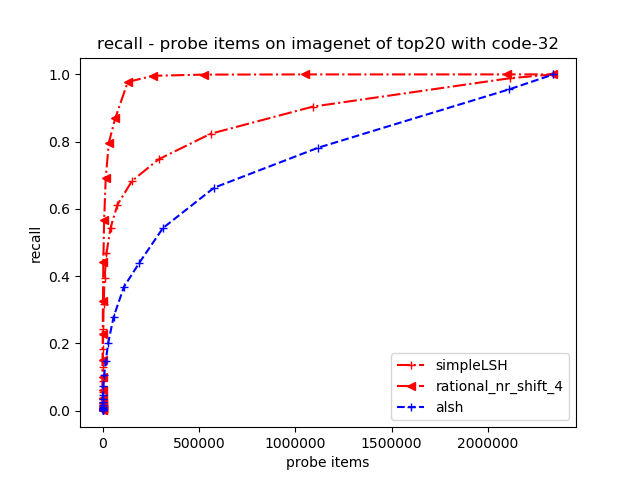 recall - probe items on imagenet of top20 with code-32
1.0
0.8
0.6
0.4
0.2
0.0
recall
0 500000 1000000 1500000 2000000
probe items
simpleLSH
rational_nr_shift_4
alsh